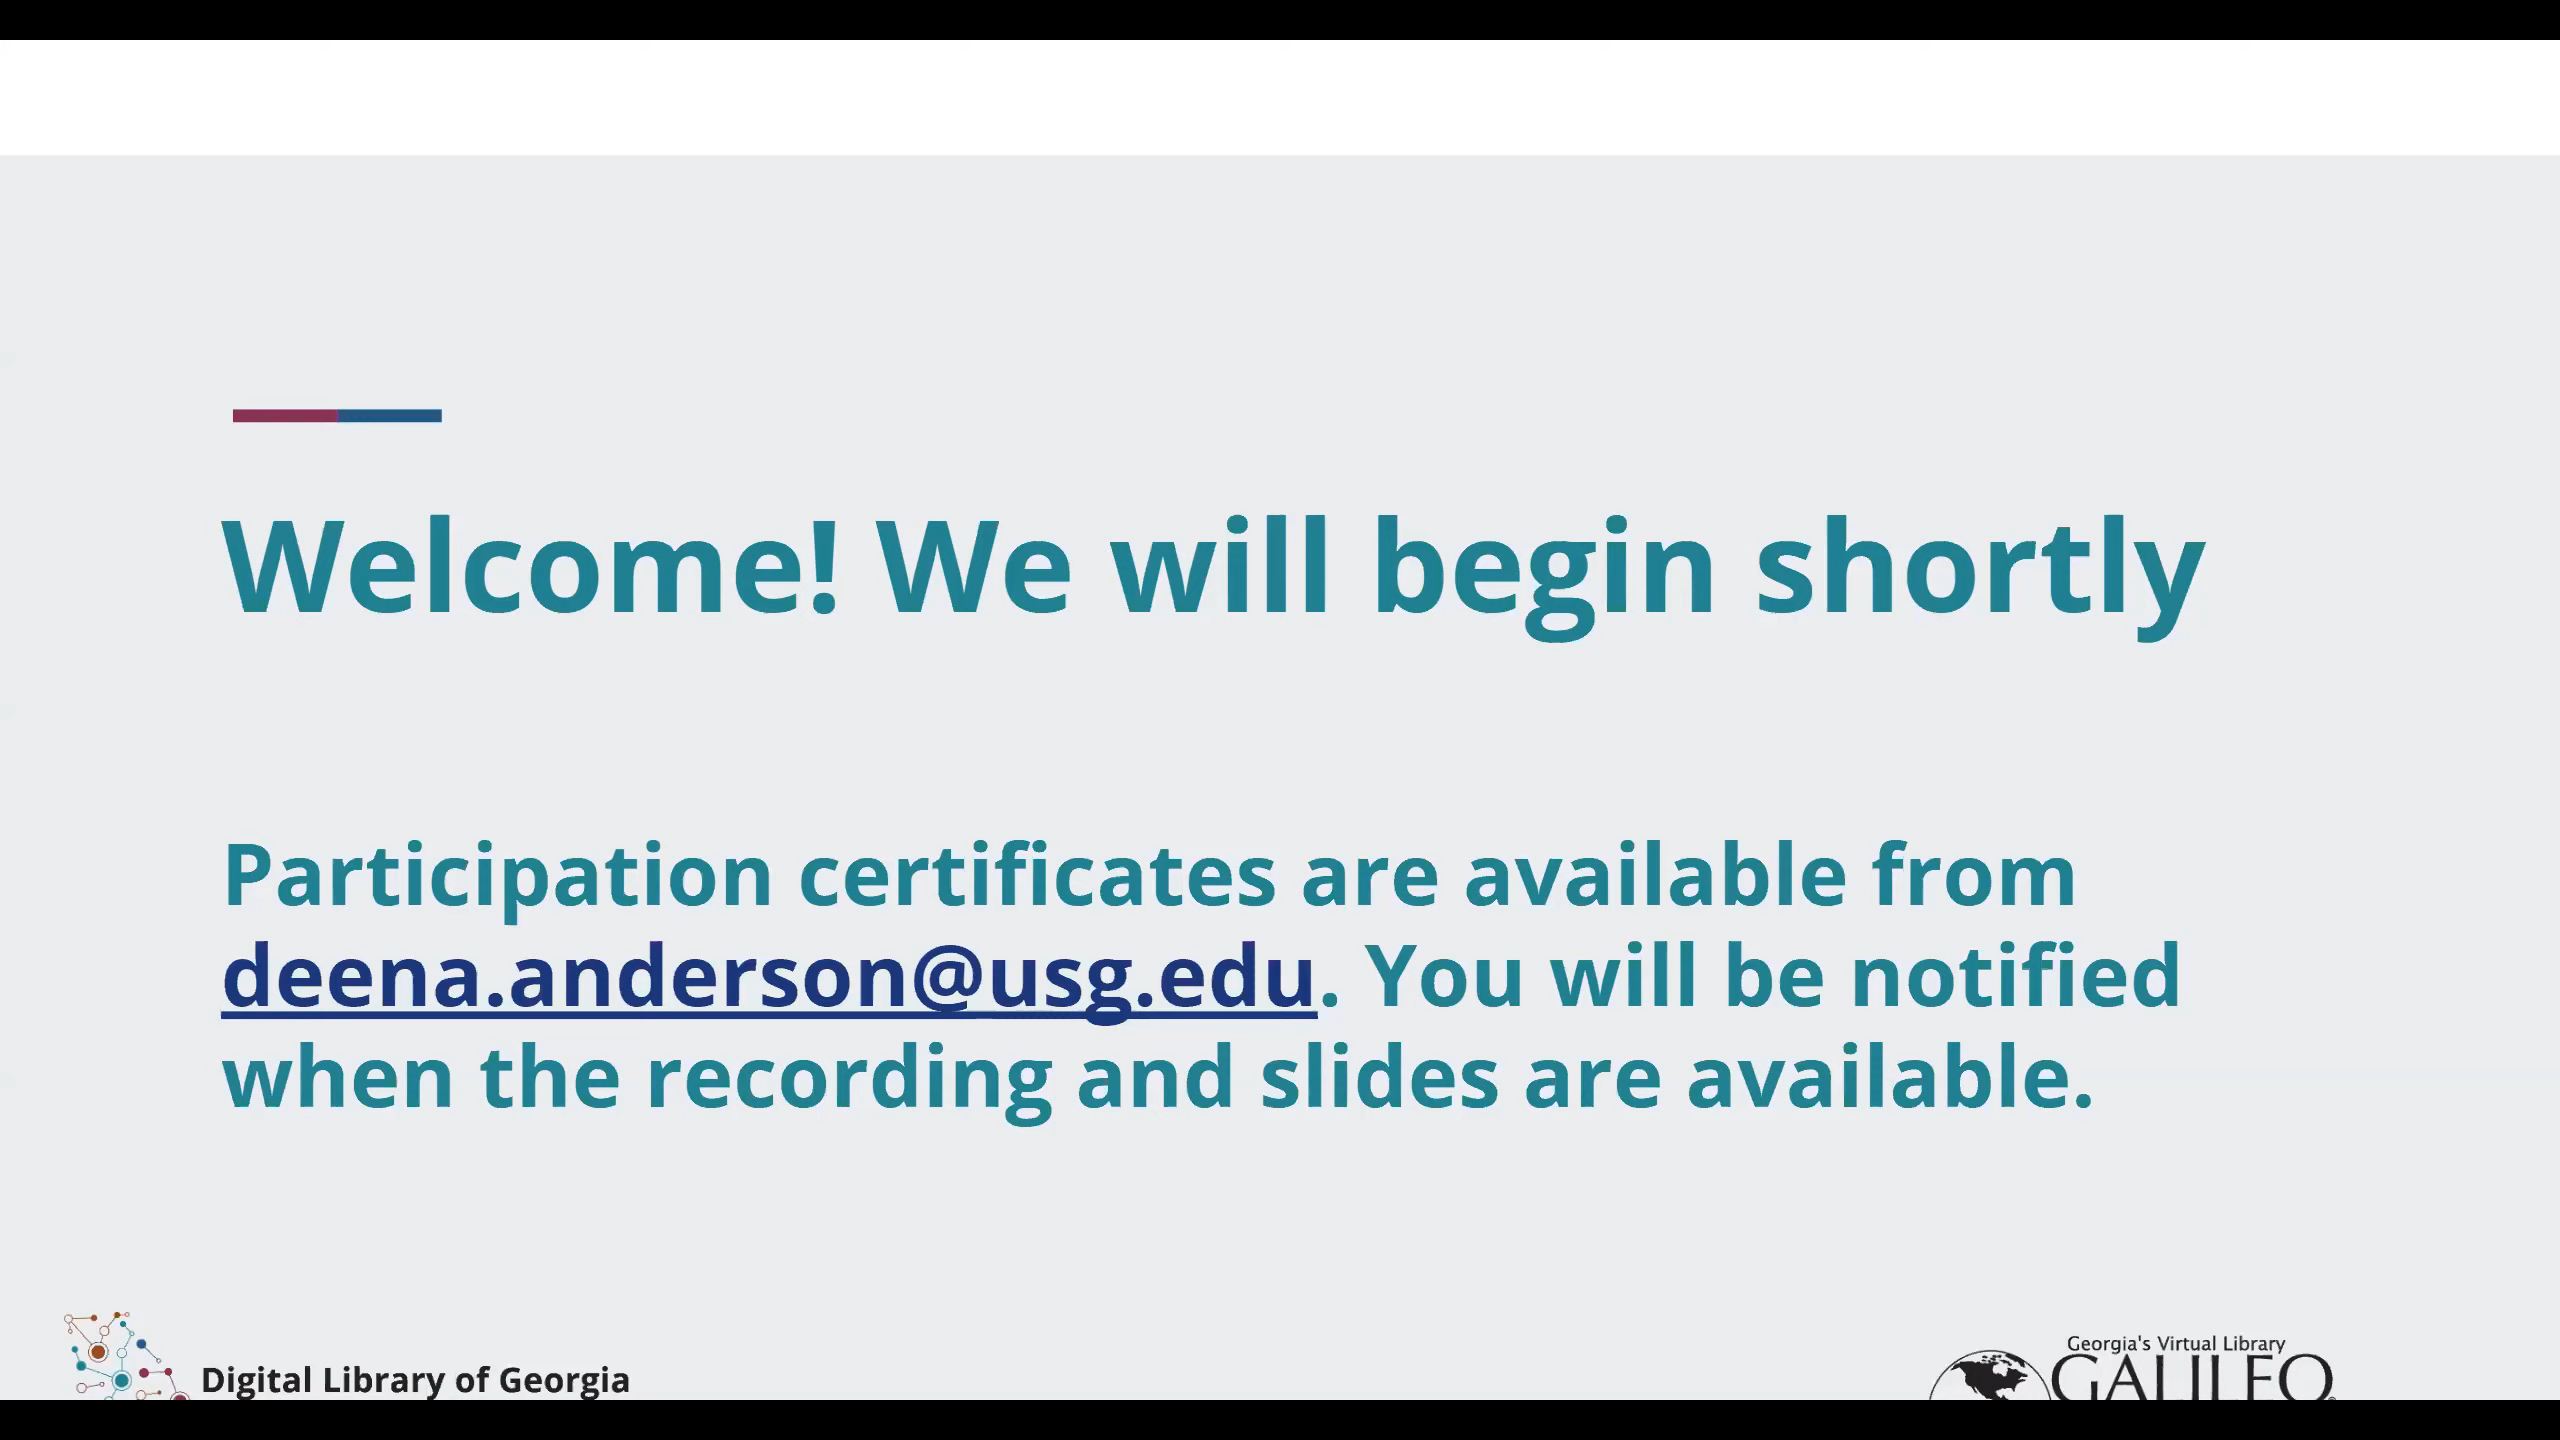 Welcome! We will begin shortly
Participation certificates are available from
deena.anderson@usg.edu. You will be notified
when the recording and slides are available.
Digital Library of Georgia
Georgia's Virtual Library
GALILEO